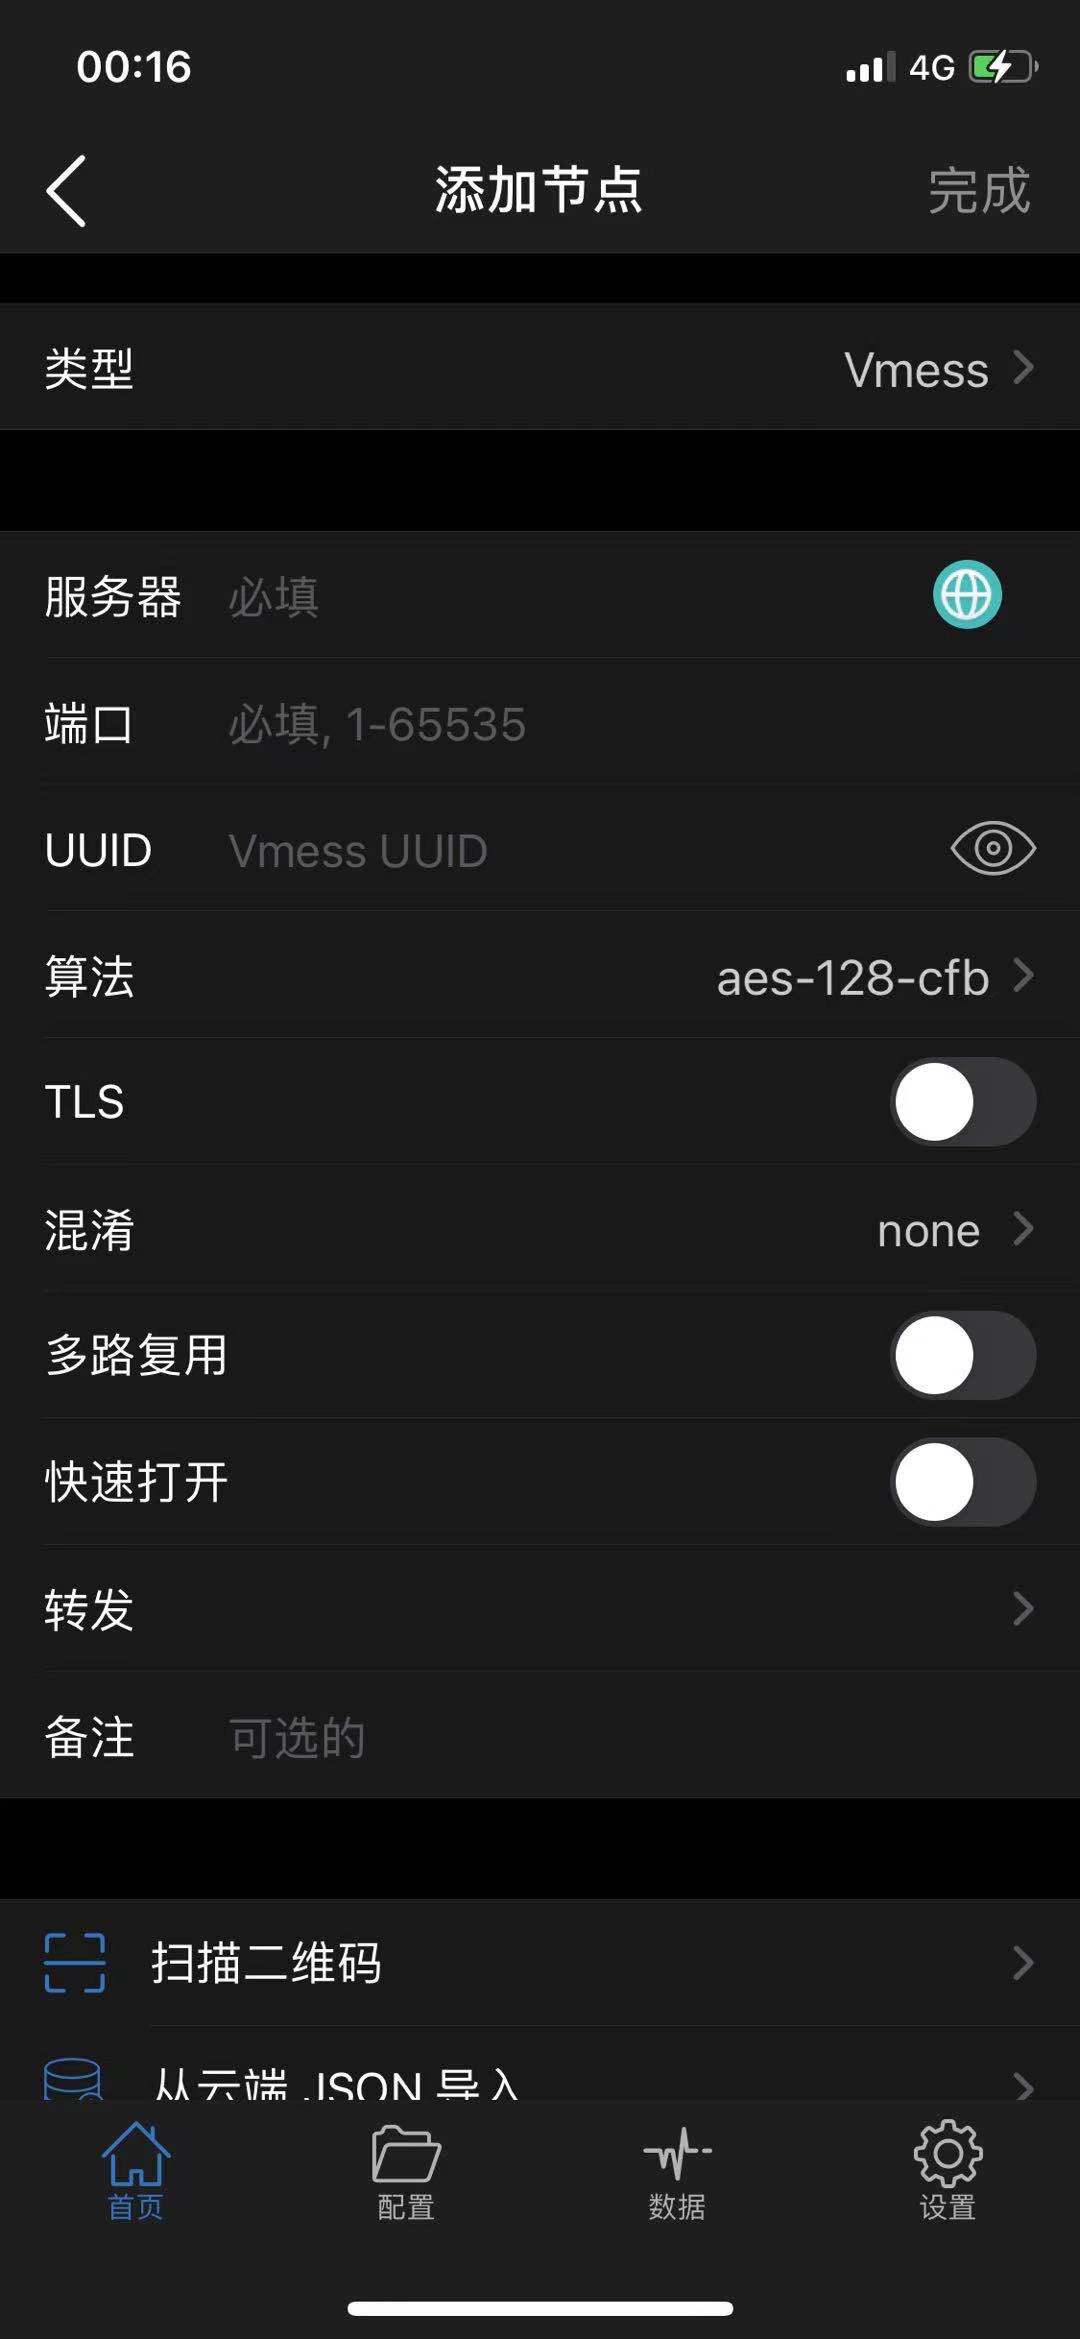 00:16
4G
添加节点
完成
类型
Vmess
服务器 必填
端口 必填, 1-65535
UUID Vmess UUID
算法 aes-128-cfb
TLS
混淆 none
多路复用
快速打开
转发
备注 可选的
扫描二维码
从云端 JSON 导入
首页 配置 数据 设置